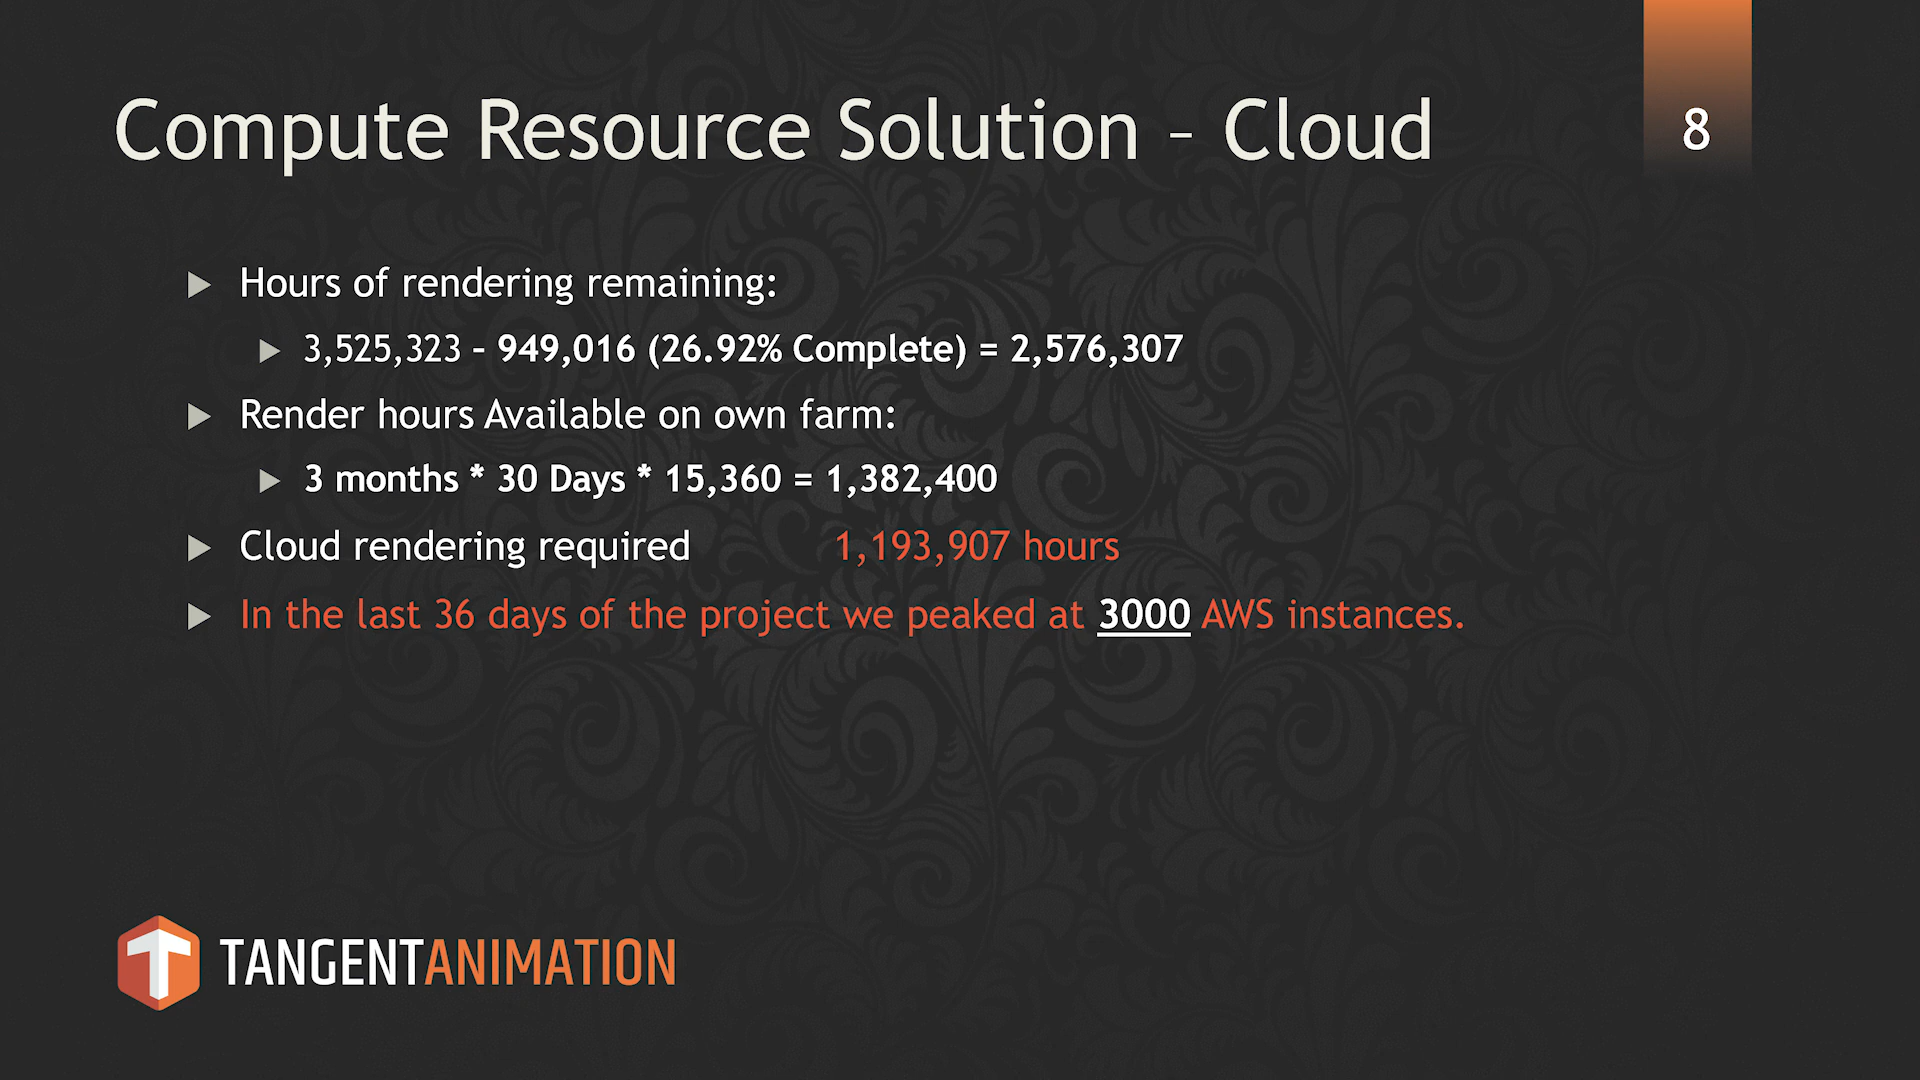 Compute Resource Solution – Cloud
8
Hours of rendering remaining:
3,525,323 – 949,016 (26.92% Complete) = 2,576,307
Render hours Available on own farm:
3 months * 30 Days * 15,360 = 1,382,400
Cloud rendering required 1,193,907 hours
In the last 36 days of the project we peaked at 3000 AWS instances.
TANGENTANIMATION